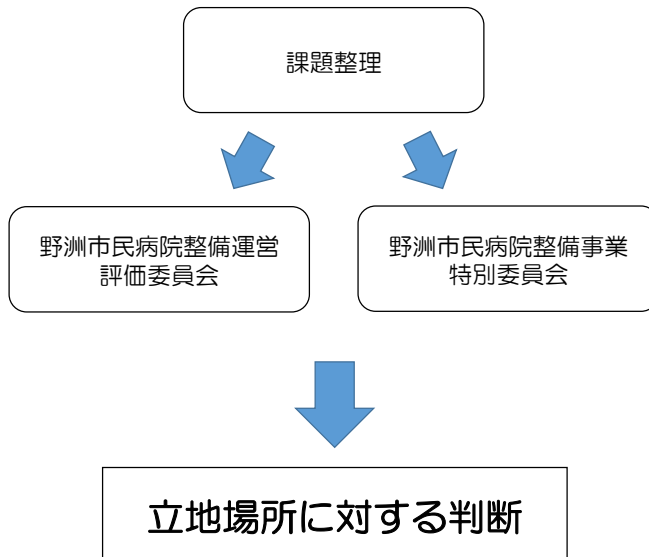 課題整理
野洲市民病院整備運営
評価委員会
野洲市民病院整備事業
特別委員会
立地場所に対する判断